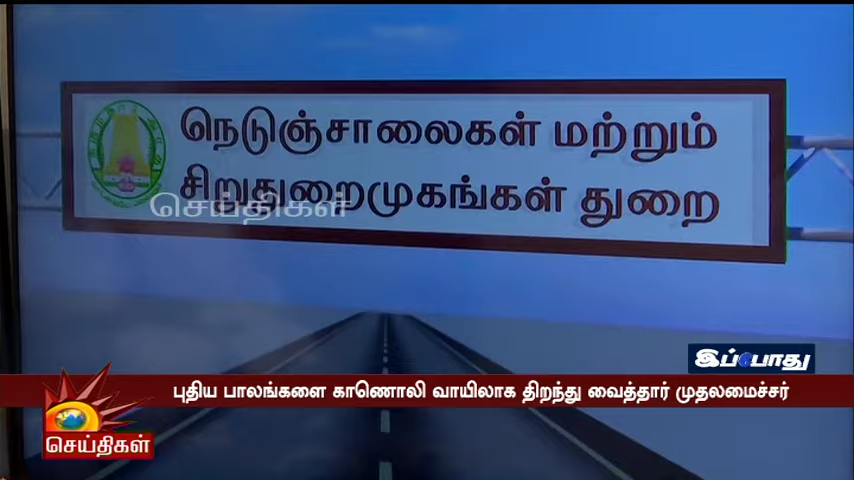 நெடுஞ்சாலைகள் மற்றும்
சிறுதுறைமுகங்கள் துறை
செய்திகள்
இப்போது
புதிய பாலங்களை காணொலி வாயிலாக திறந்து வைத்தார் முதலமைச்சர்
செய்திகள்